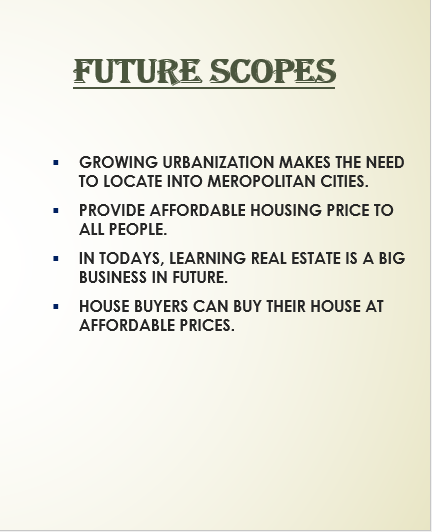 FUTURE SCOPES
▪ GROWING URBANIZATION MAKES THE NEED
TO LOCATE INTO MEROPOLITAN CITIES.
▪ PROVIDE AFFORDABLE HOUSING PRICE TO
ALL PEOPLE.
▪ IN TODAYS, LEARNING REAL ESTATE IS A BIG
BUSINESS IN FUTURE.
▪ HOUSE BUYERS CAN BUY THEIR HOUSE AT
AFFORDABLE PRICES.